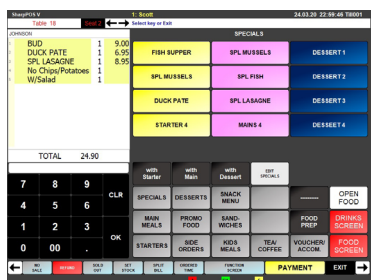 SharpPOS V 1: Scott 24.03.20 22:59:46 Till001
Table 18 Seat 2 Select key or Exit
JOHNSON SPECIALS
BUD 1 9.00
DUCK PATE 1 6.95
SPL LASAGNE 1 8.95
No Chips/Potatoes 1
W/Salad 1
TOTAL 24.90
FISH SUPPER SPL MUSSELS DESSERT 1
SPL MUSSELS SPL FISH DESSERT 2
DUCK PATE SPL LASAGNE DESSERT 3
STARTER 4 MAINS 4 DESSEET 4
with Starter with Main with Dessert EDIT SPECIALS
7 8 9 CLR
4 5 6
1 2 3 OK
0 00 .
SPECIALS DESSERTS SNACK MENU -------- OPEN FOOD
MAIN MEALS PROMO FOOD SAND-WICHES FOOD PREP DRINKS SCREEN
STARTERS SIDE ORDERS KIDS MEALS TEA/ COFFEE VOUCHER/ ACCOM. FOOD SCREEN
NO SALE REFUND SOLD OUT SET STOCK SPLIT BILL ORDERED TIME FUNCTION SCREEN PAYMENT EXIT